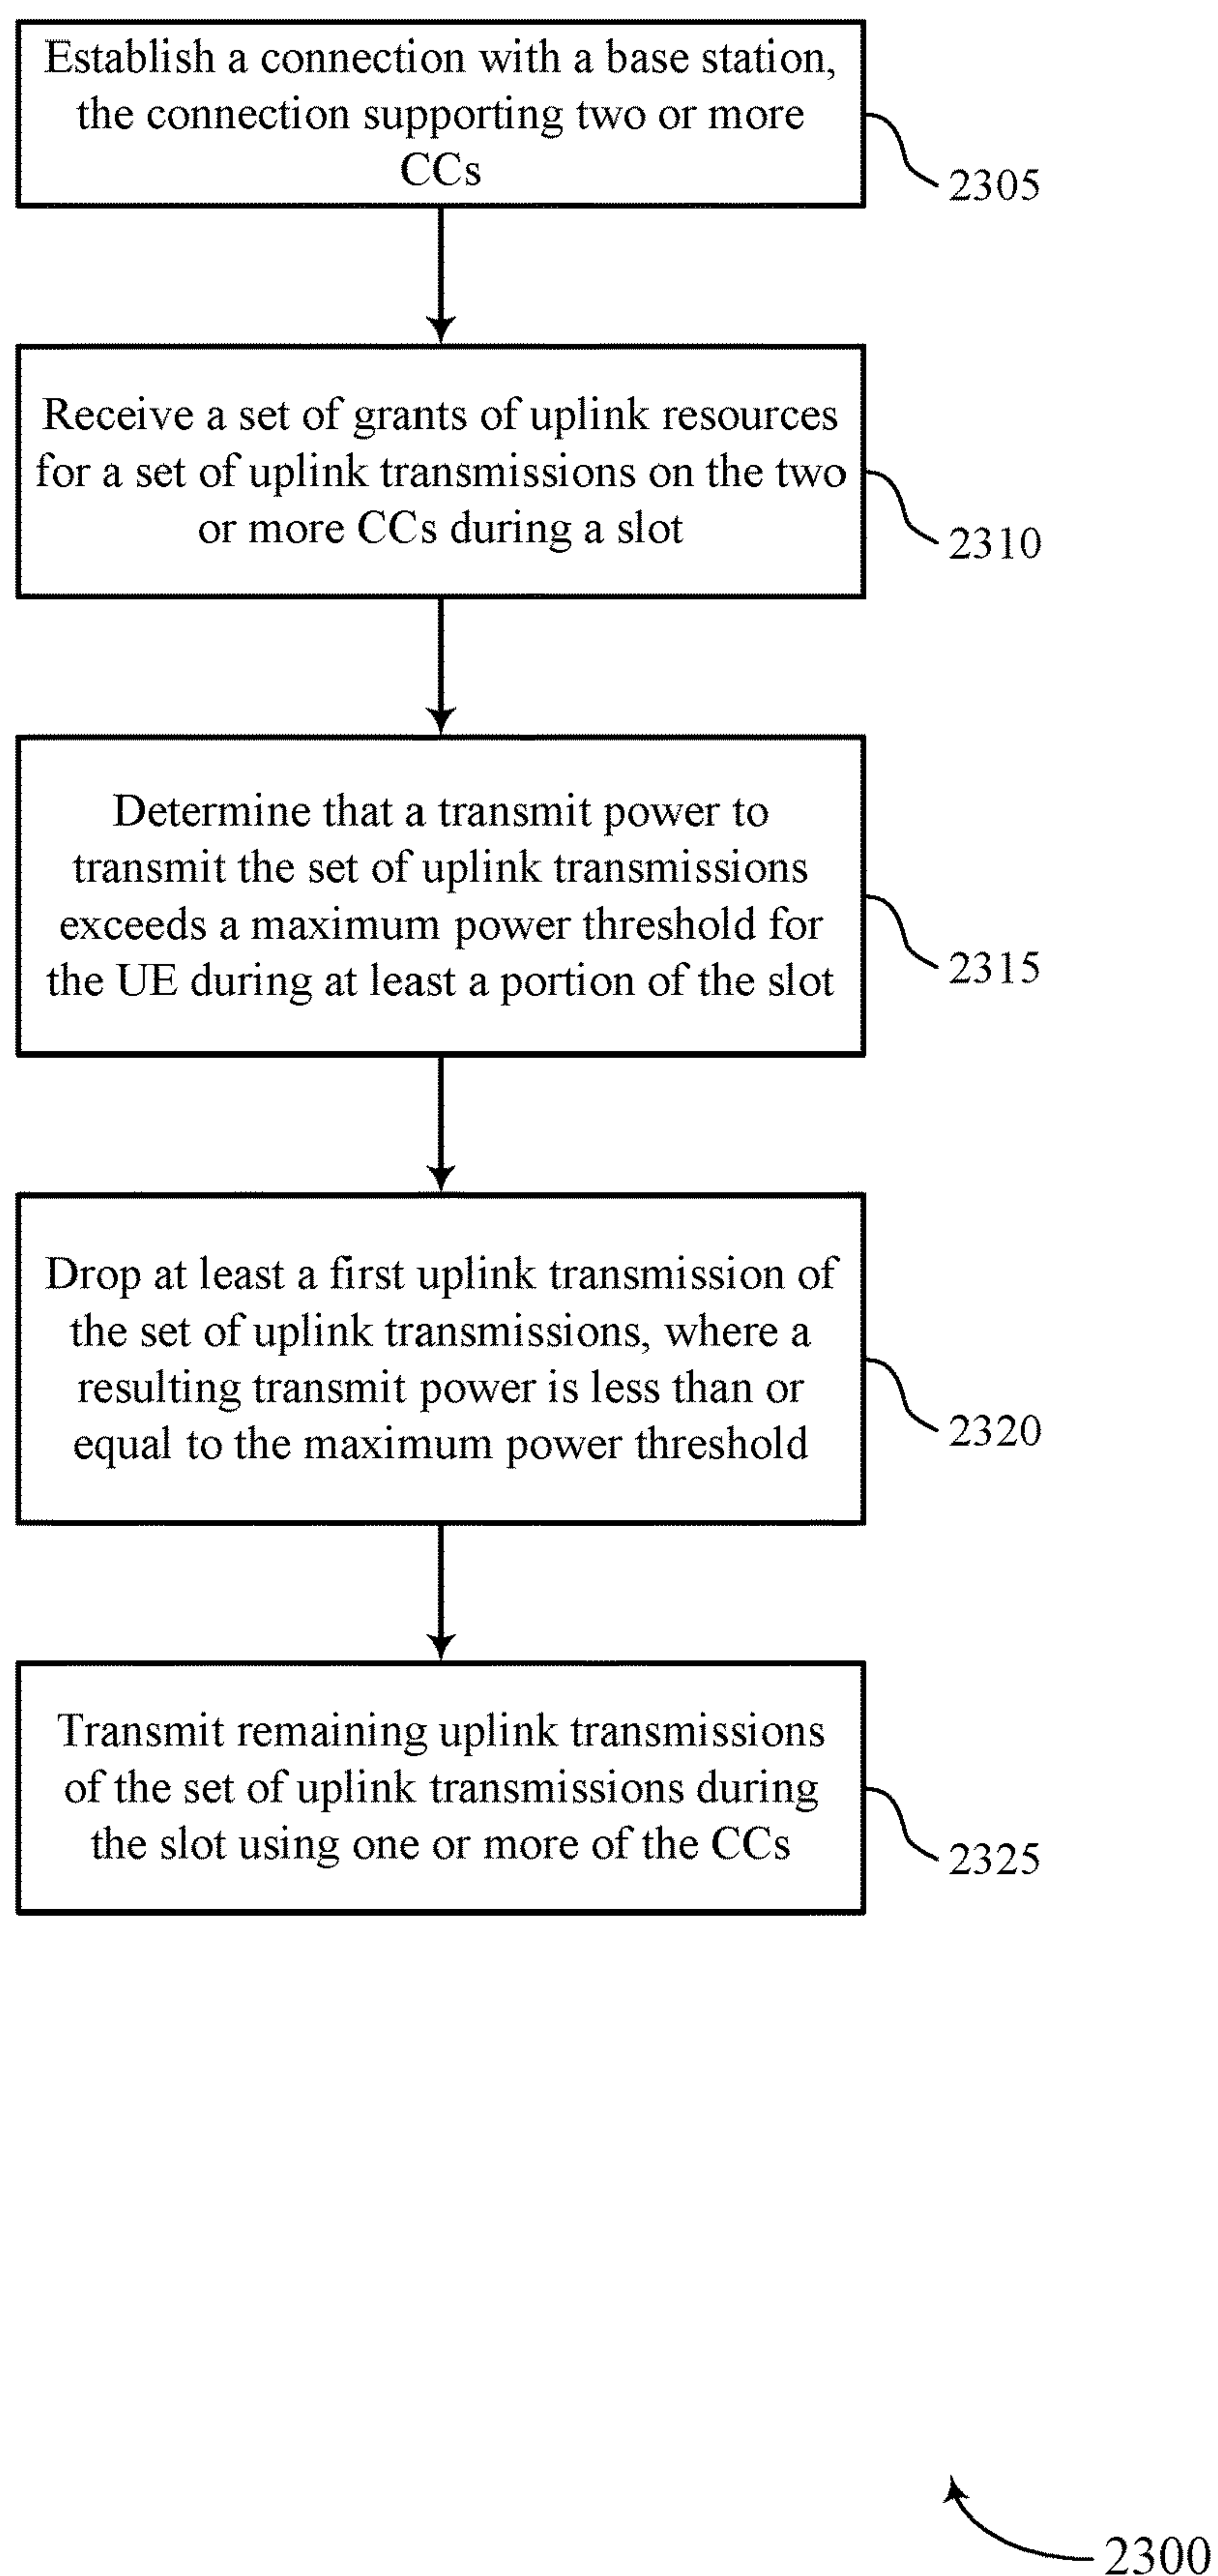 Establish a connection with a base station,
the connection supporting two or more
CCs
2305
Receive a set of grants of uplink resources
for a set of uplink transmissions on the two
or more CCs during a slot
2310
Determine that a transmit power to
transmit the set of uplink transmissions
exceeds a maximum power threshold for
the UE during at least a portion of the slot
2315
Drop at least a first uplink transmission of
the set of uplink transmissions, where a
resulting transmit power is less than or
equal to the maximum power threshold
2320
Transmit remaining uplink transmissions
of the set of uplink transmissions during
the slot using one or more of the CCs
2325
2300